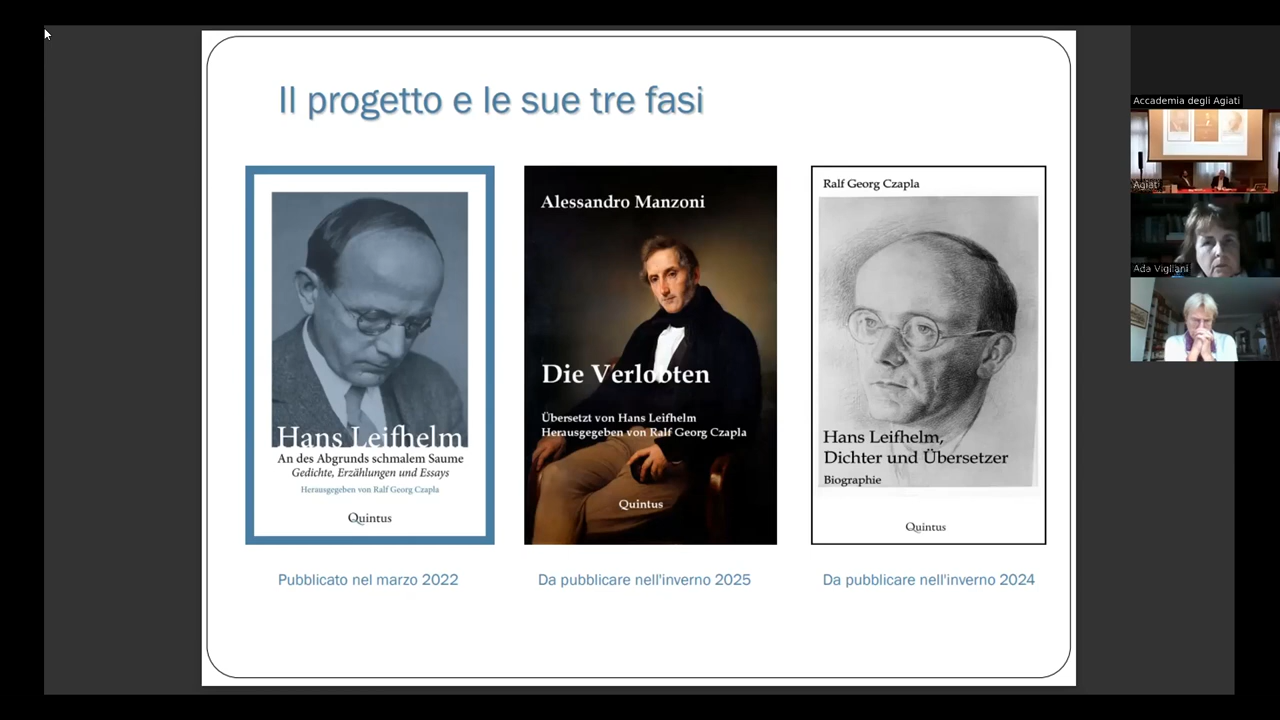 Il progetto e le sue tre fasi
Hans Leifhelm
An des Abgrunds schmalem Saume
Gedichte, Erzählungen und Essays
Herausgegeben von Ralf Georg Czapla
Quintus
Pubblicato nel marzo 2022
Alessandro Manzoni
Die Verlobten
Übersetzt von Hans Leifhelm
Herausgegeben von Ralf Georg Czapla
Quintus
Da pubblicare nell'inverno 2025
Ralf Georg Czapla
Hans Leifhelm,
Dichter und Übersetzer
Biographie
Quintus
Da pubblicare nell'inverno 2024
Accademia degli Agiati
Agiati
Ada Vigliani